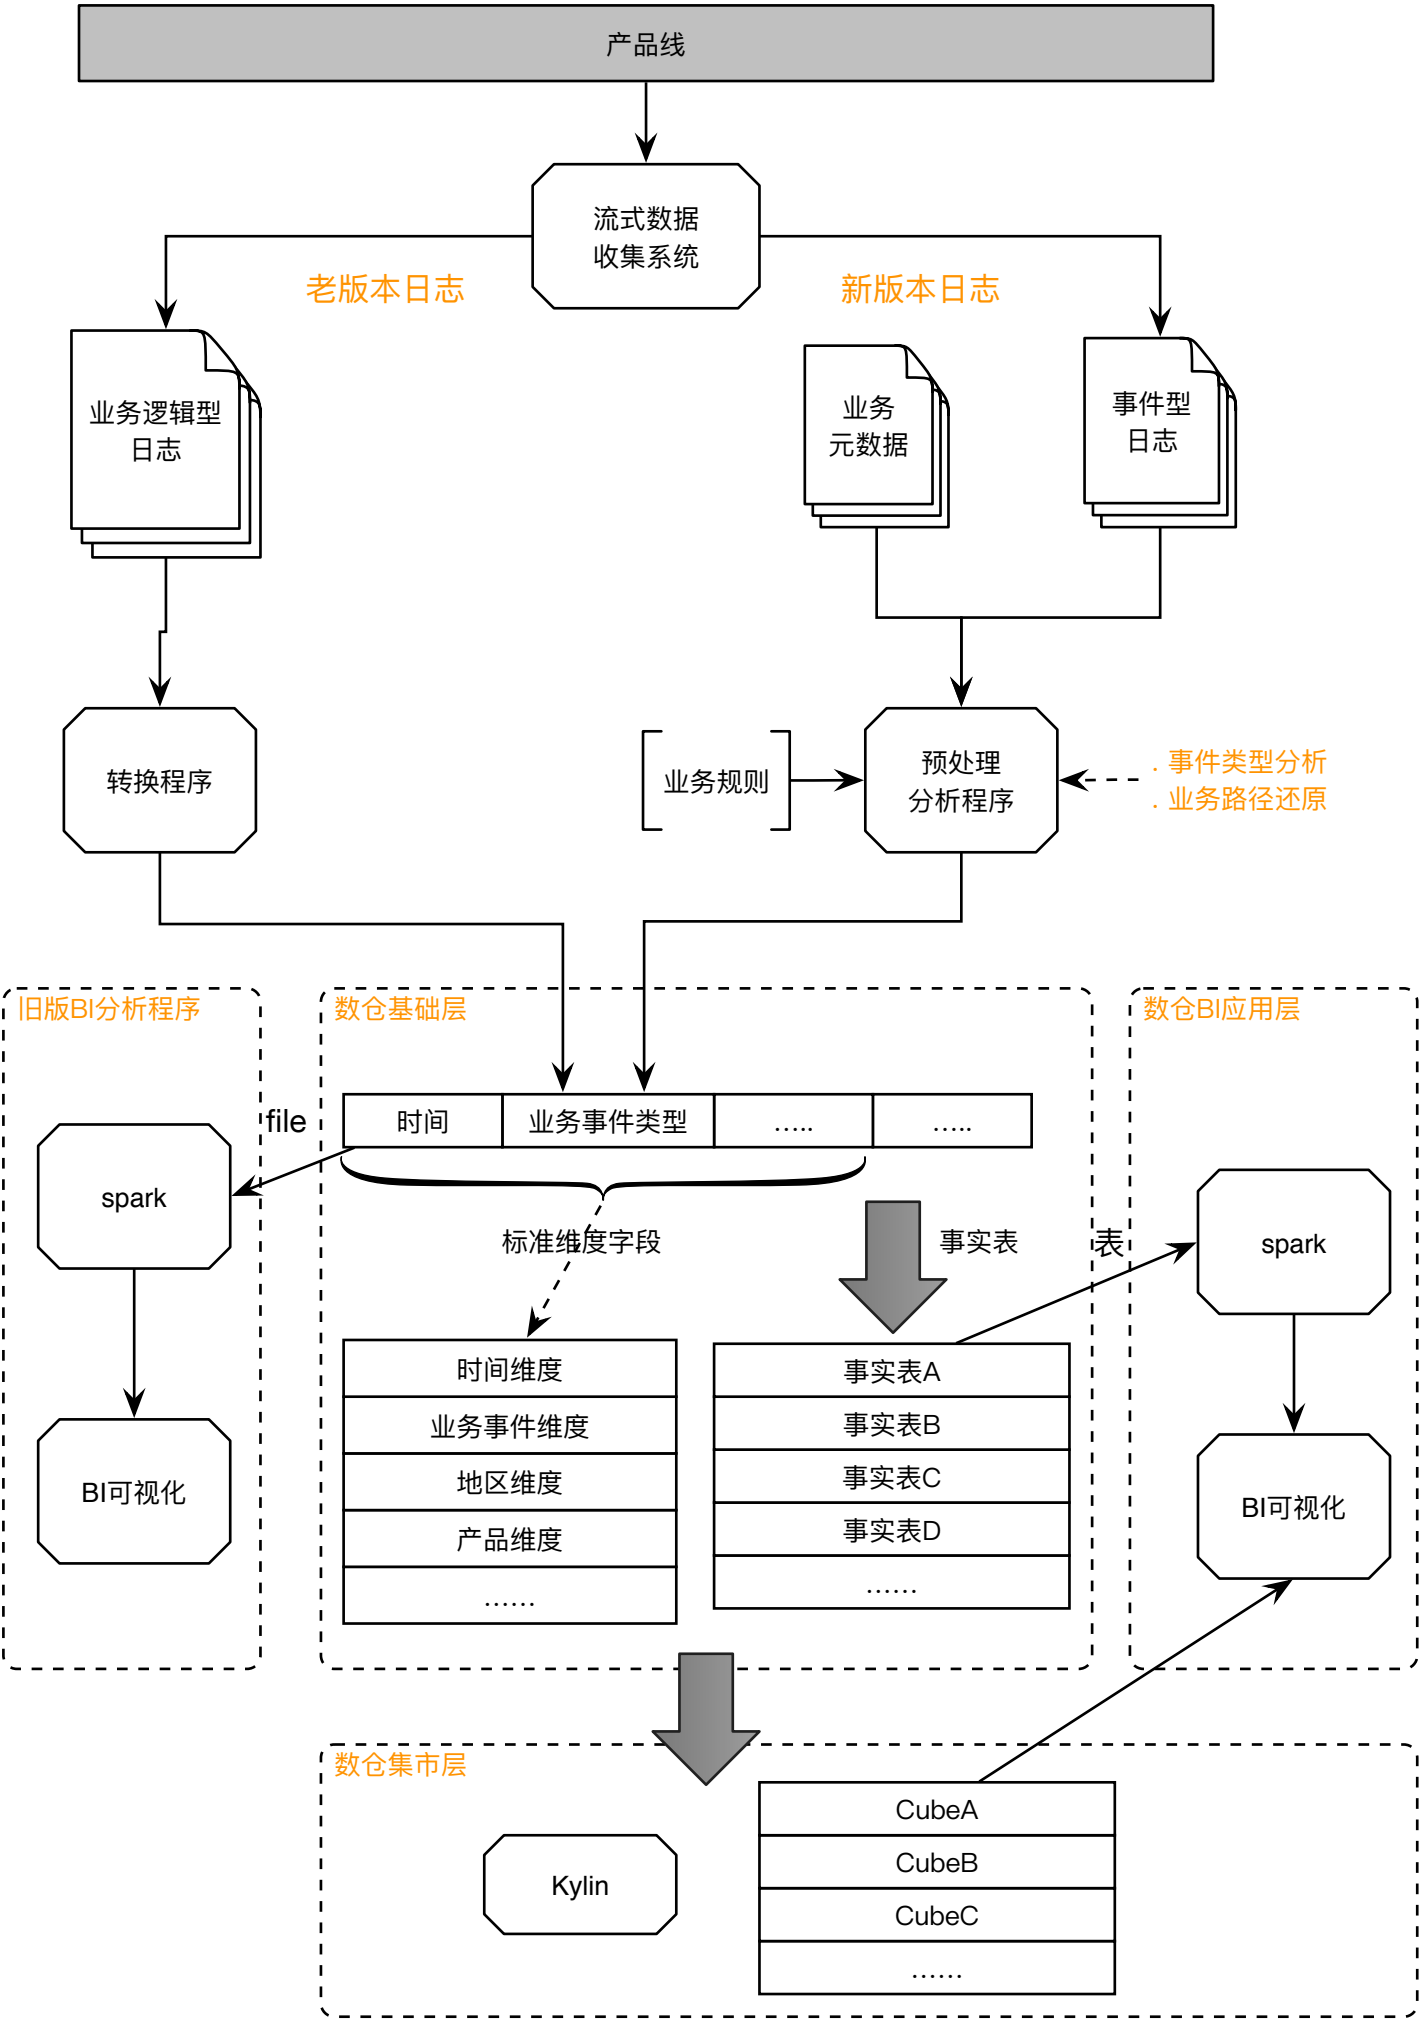 产品线
流式数据
收集系统
老版本日志
新版本日志
业务逻辑型
日志
业务
元数据
事件型
日志
转换程序
业务规则
预处理
分析程序
. 事件类型分析
. 业务路径还原
旧版BI分析程序
数仓基础层
数仓BI应用层
file
时间
业务事件类型
.....
.....
spark
标准维度字段
事实表
表
spark
时间维度
业务事件维度
地区维度
产品维度
......
事实表A
事实表B
事实表C
事实表D
......
BI可视化
BI可视化
数仓集市层
Kylin
CubeA
CubeB
CubeC
......